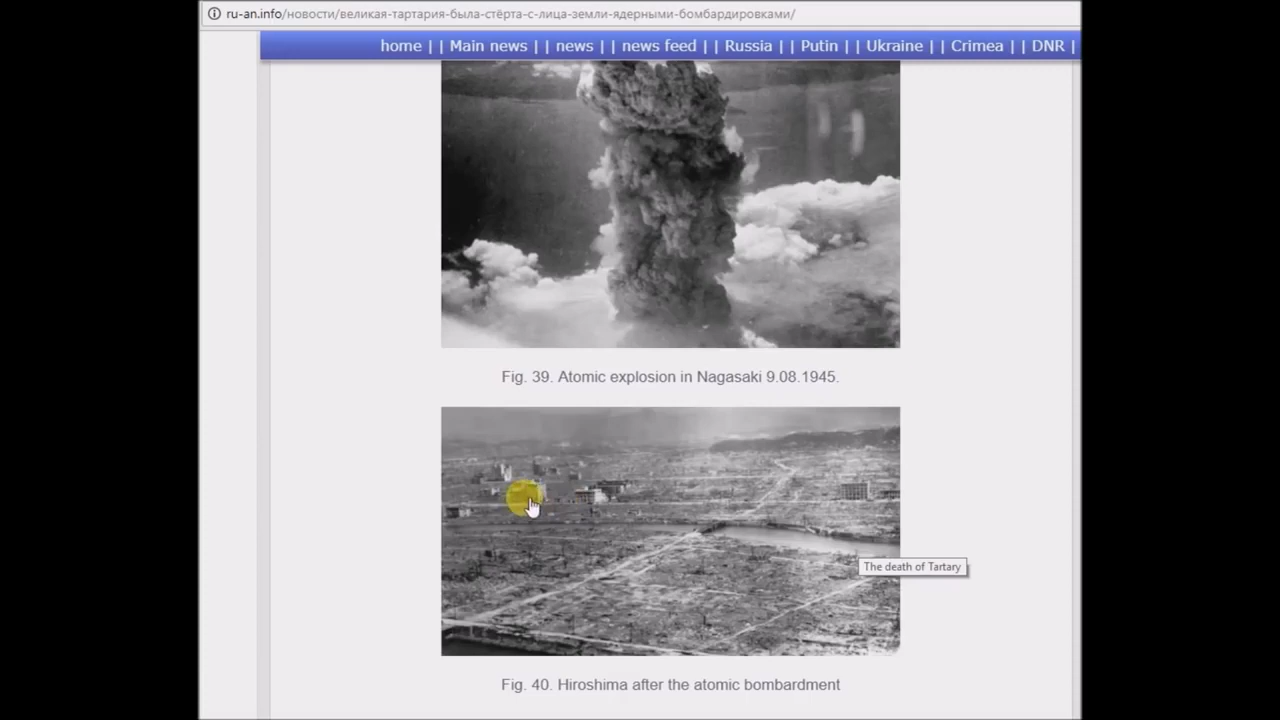 ru-an.info/новости/великая-тартария-была-стёрта-с-лица-земли-ядерными-бомбардировками/
home | | Main news | | news | | news feed | | Russia | | Putin | | Ukraine | | Crimea | | DNR |
Fig. 39. Atomic explosion in Nagasaki 9.08.1945.
The death of Tartary
Fig. 40. Hiroshima after the atomic bombardment